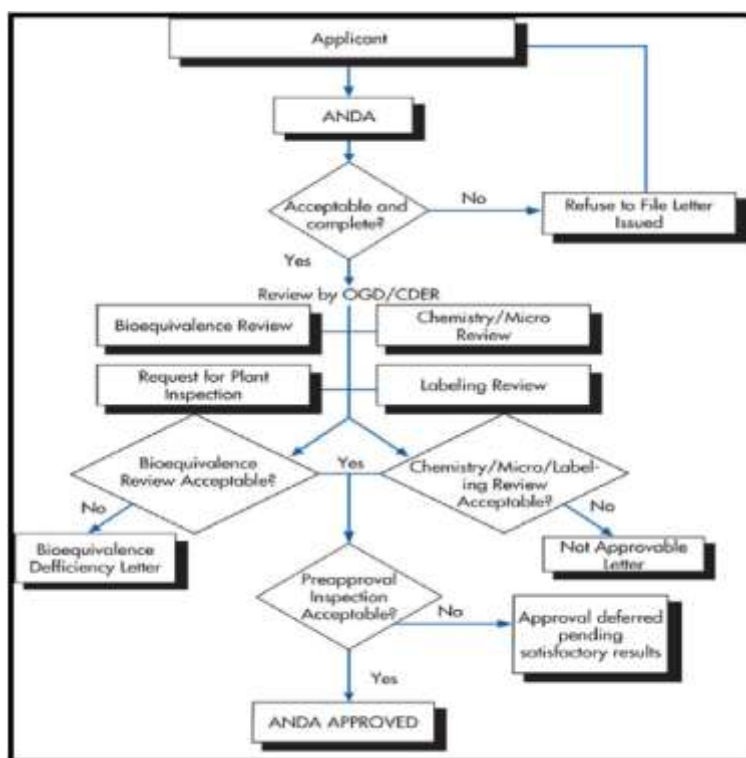 Applicant
ANDA
Acceptable and
complete?
No
Refuse to File Letter
Issued
Yes
Review by OGD/CDER
Bioequivalence Review
Chemistry/Micro
Review
Request for Plant
Inspection
Labeling Review
Bioequivalence
Review Acceptable?
Yes
Chemistry/Micro/Label-
ing Review
Acceptable?
No
No
Bioequivalence
Defficiency Letter
Not Approvable
Letter
Preapproval
Inspection
Acceptable?
No
Approval deferred
pending
satisfactory results
Yes
ANDA APPROVED